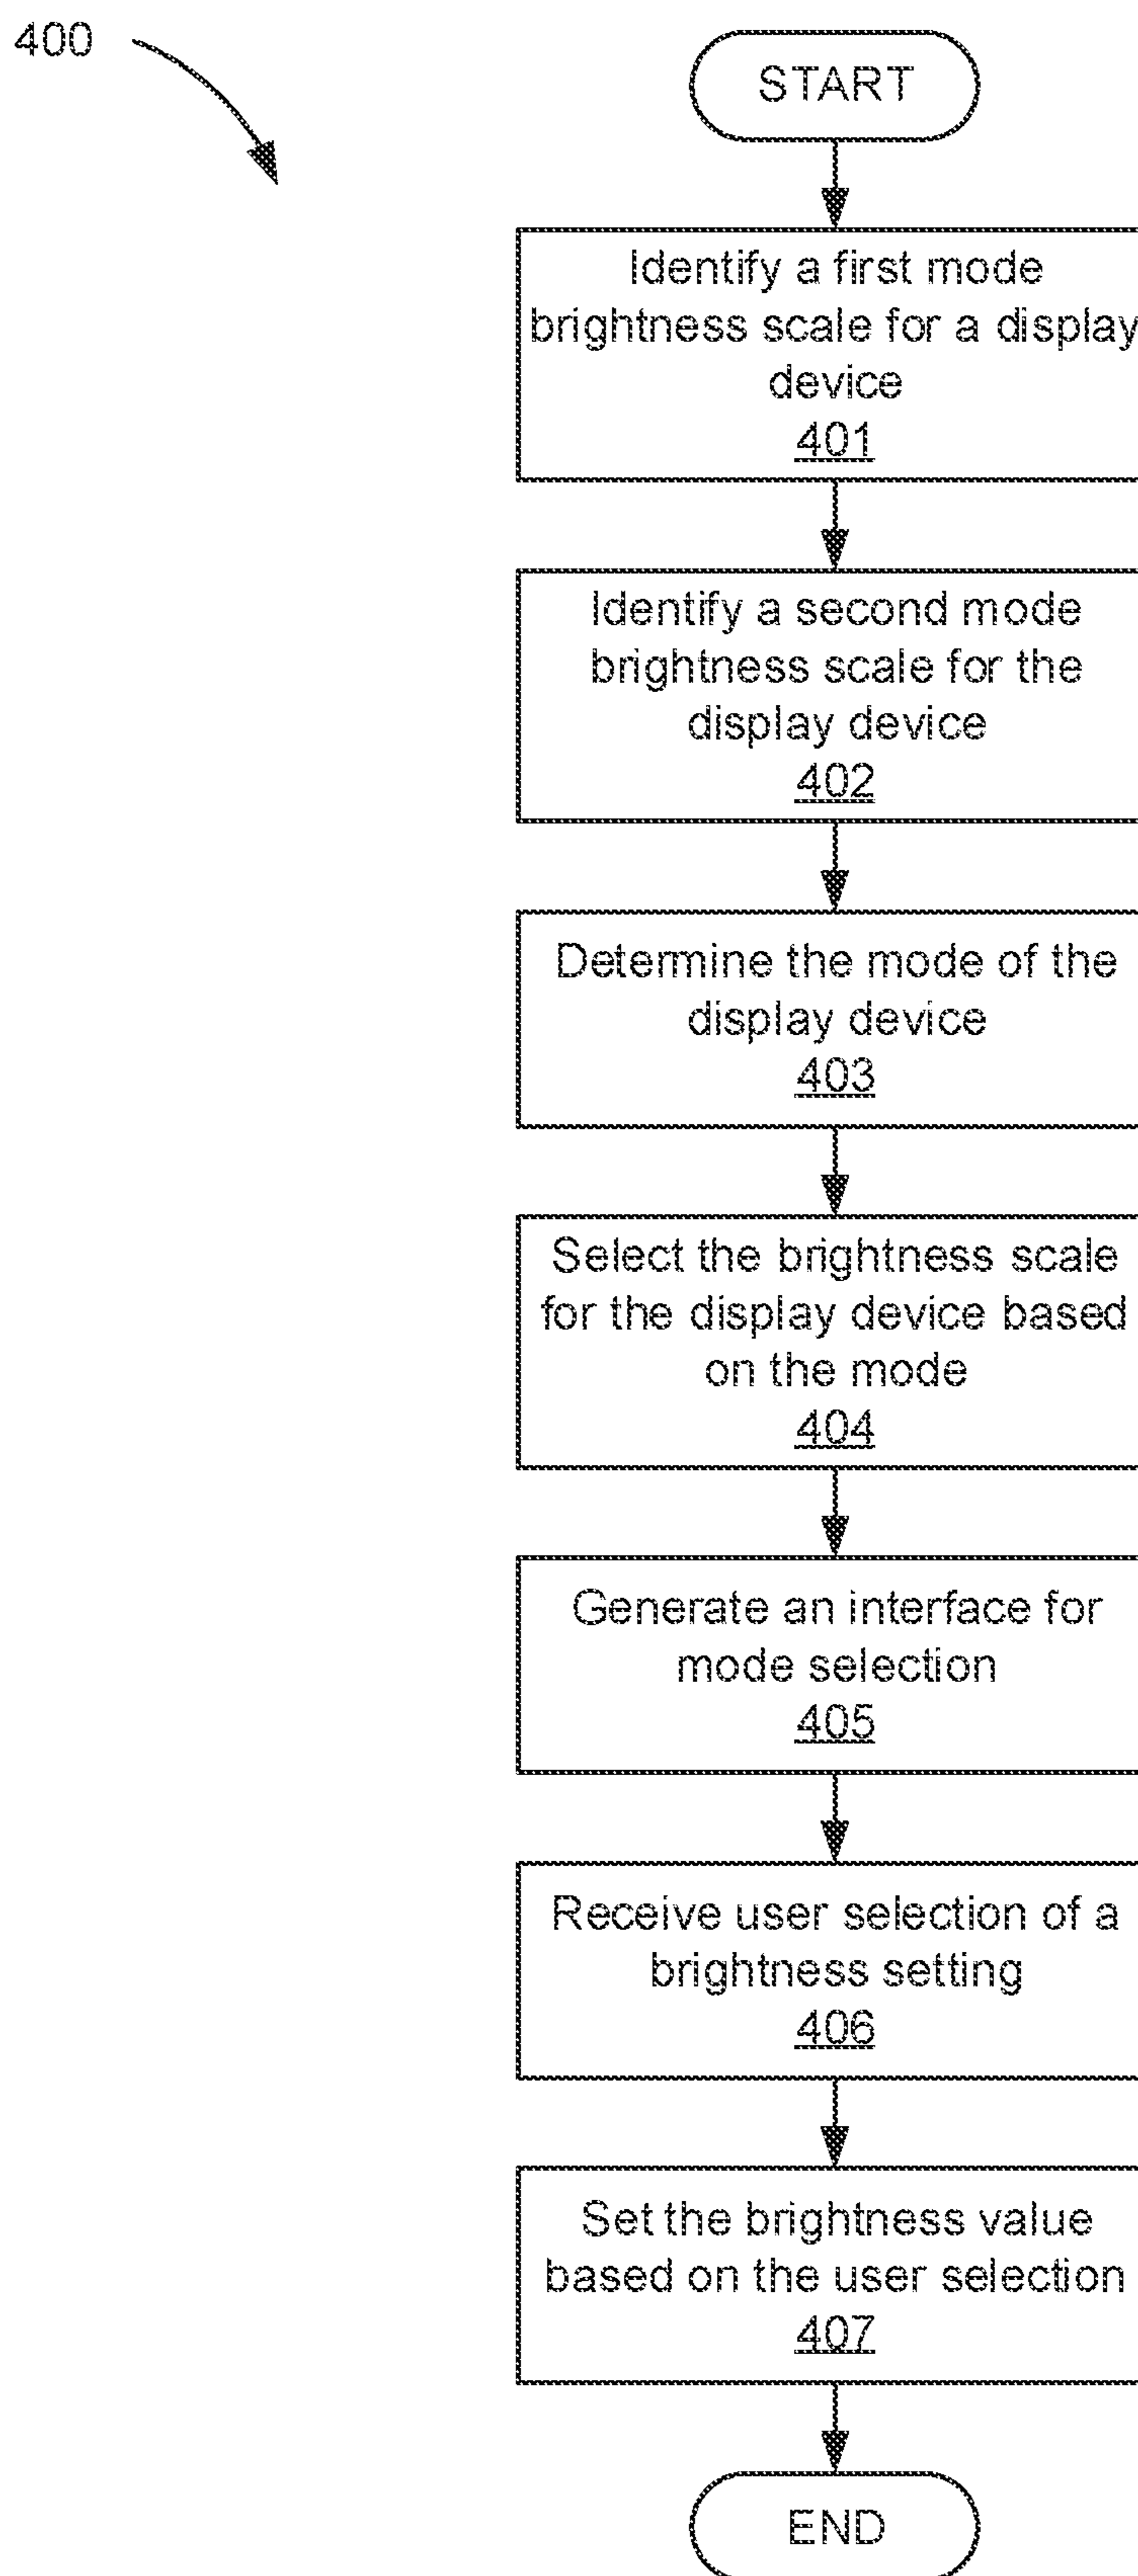 400
START
Identify a first mode
brightness scale for a display
device
401
Identify a second mode
brightness scale for the
display device
402
Determine the mode of the
display device
403
Select the brightness scale
for the display device based
on the mode
404
Generate an interface for
mode selection
405
Receive user selection of a
brightness setting
406
Set the brightness value
based on the user selection
407
END